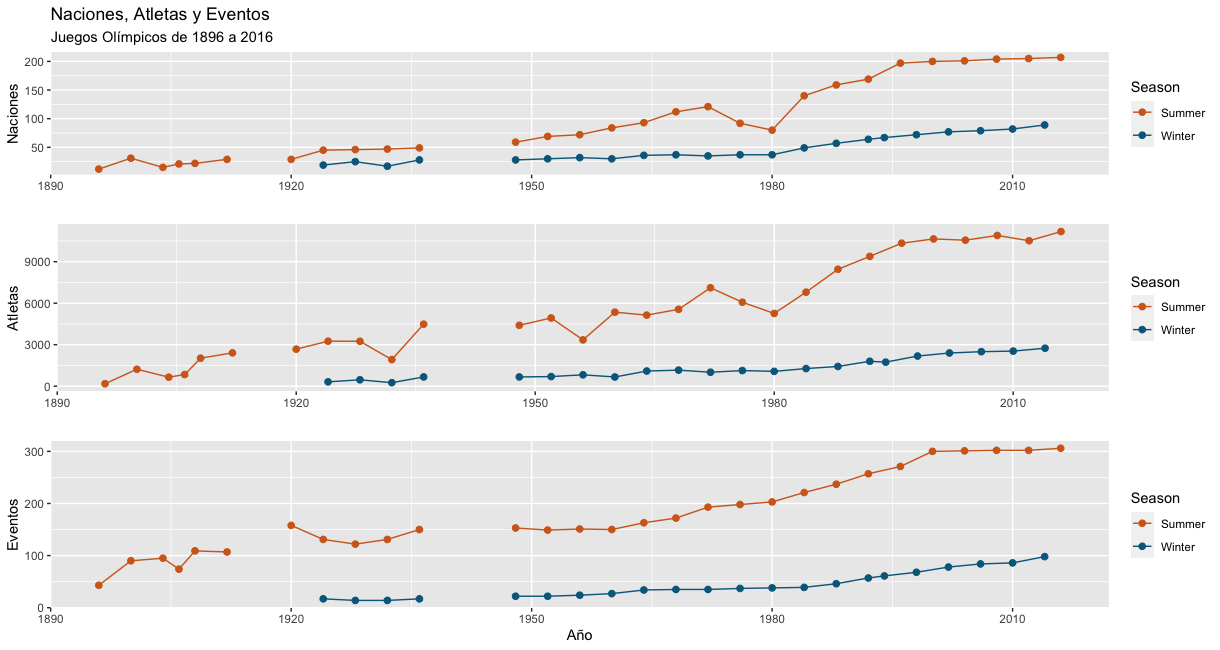 Naciones, Atletas y Eventos
Juegos Olímpicos de 1896 a 2016
Naciones
200
150
100
50
1890 1920 1950 1980 2010
Season
Summer
Winter
Atletas
9000
6000
3000
0
1890 1920 1950 1980 2010
Season
Summer
Winter
Eventos
300
200
100
0
1890 1920 1950 1980 2010
Año
Season
Summer
Winter